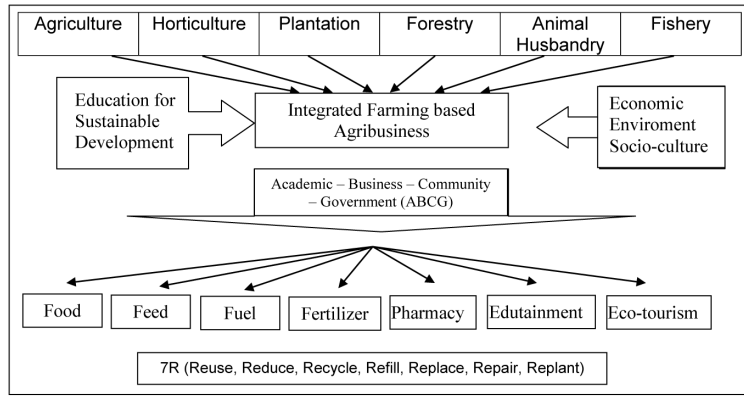 Agriculture Horticulture Plantation Forestry Animal Husbandry Fishery
Education for
Sustainable
Development
Integrated Farming based
Agribusiness
Economic
Enviroment
Socio-culture
Academic – Business – Community
– Government (ABCG)
Food Feed Fuel Fertilizer Pharmacy Edutainment Eco-tourism
7R (Reuse, Reduce, Recycle, Refill, Replace, Repair, Replant)